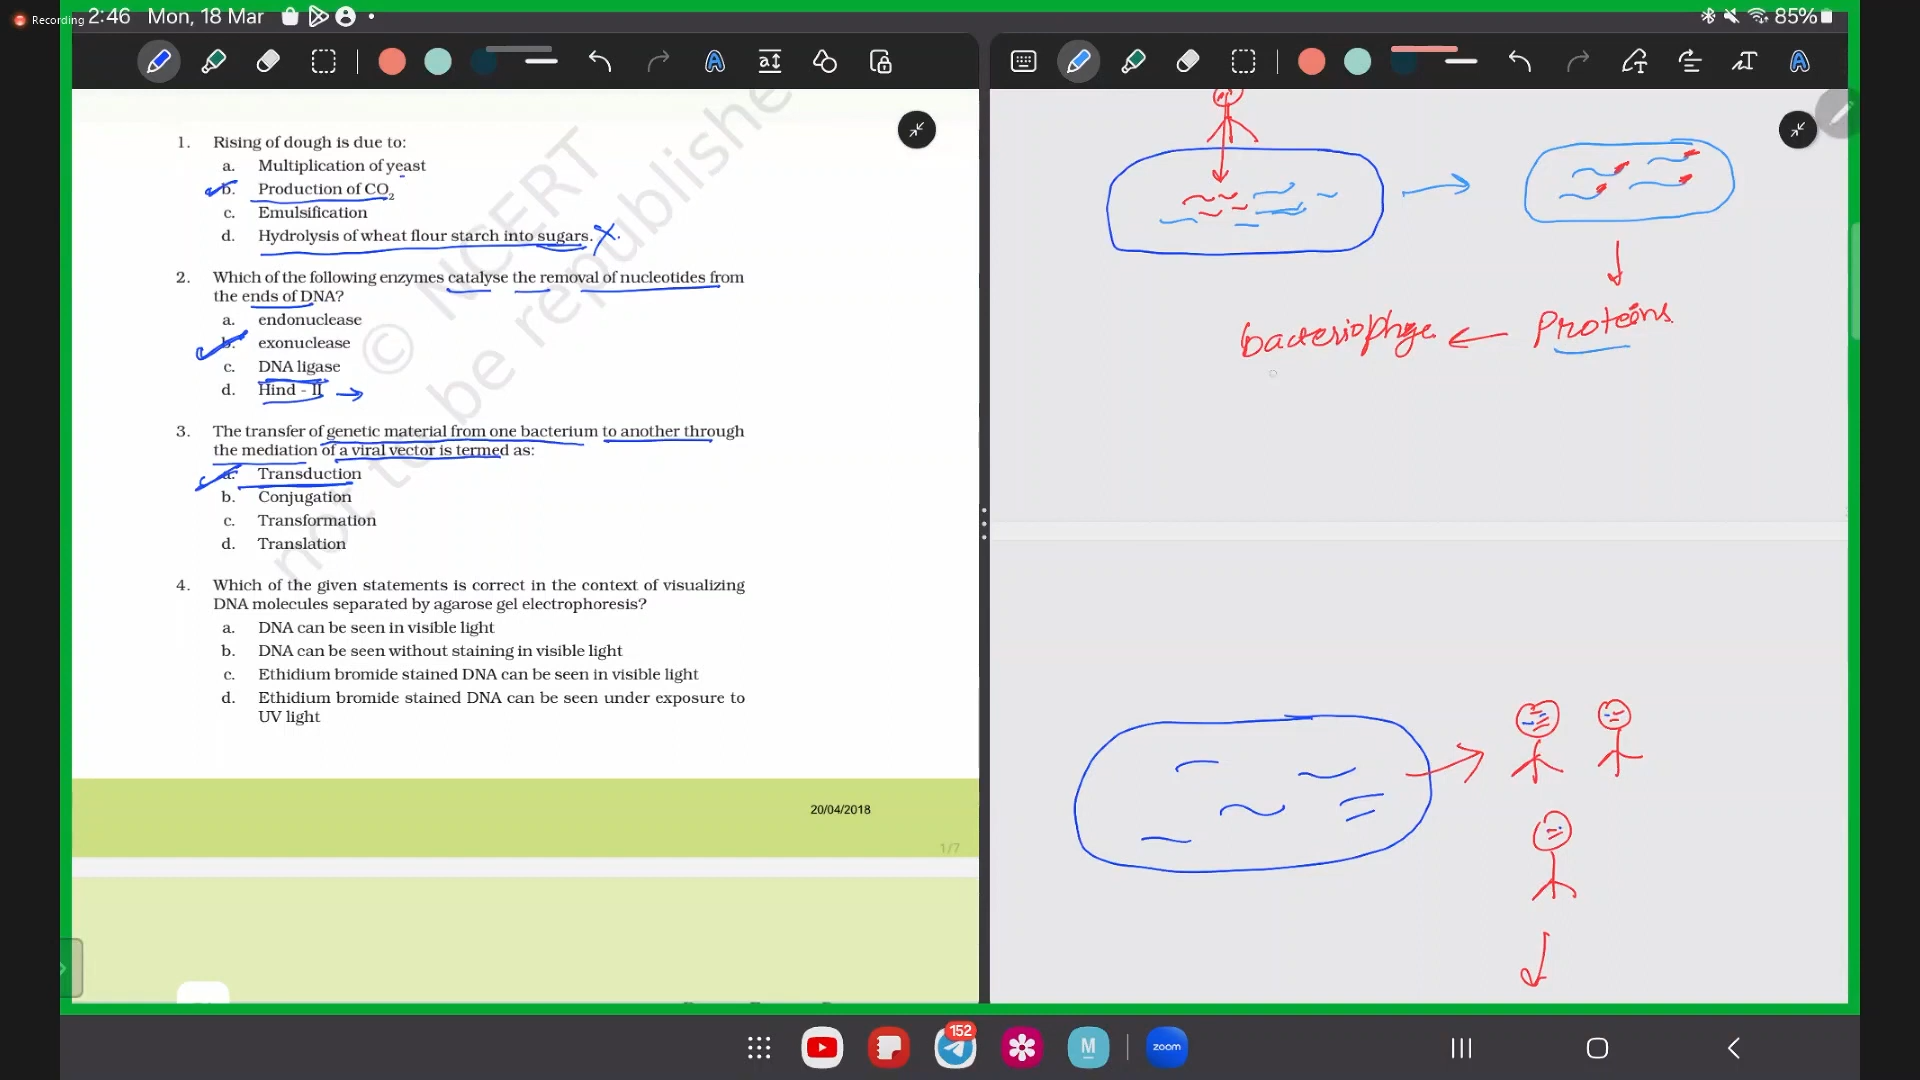 Recording
2:46 Mon, 18 Mar
85%
1. Rising of dough is due to:
a. Multiplication of yeast
b. Production of CO₂
c. Emulsification
d. Hydrolysis of wheat flour starch into sugars.
2. Which of the following enzymes catalyse the removal of nucleotides from
the ends of DNA?
a. endonuclease
b. exonuclease
c. DNA ligase
d. Hind - II
3. The transfer of genetic material from one bacterium to another through
the mediation of a viral vector is termed as:
a. Transduction
b. Conjugation
c. Transformation
d. Translation
4. Which of the given statements is correct in the context of visualizing
DNA molecules separated by agarose gel electrophoresis?
a. DNA can be seen in visible light
b. DNA can be seen without staining in visible light
c. Ethidium bromide stained DNA can be seen in visible light
d. Ethidium bromide stained DNA can be seen under exposure to
UV light
© NCERT
not to be republishe
20/04/2018
1/7
bacteriophge ← Proteins
152
M
zoom